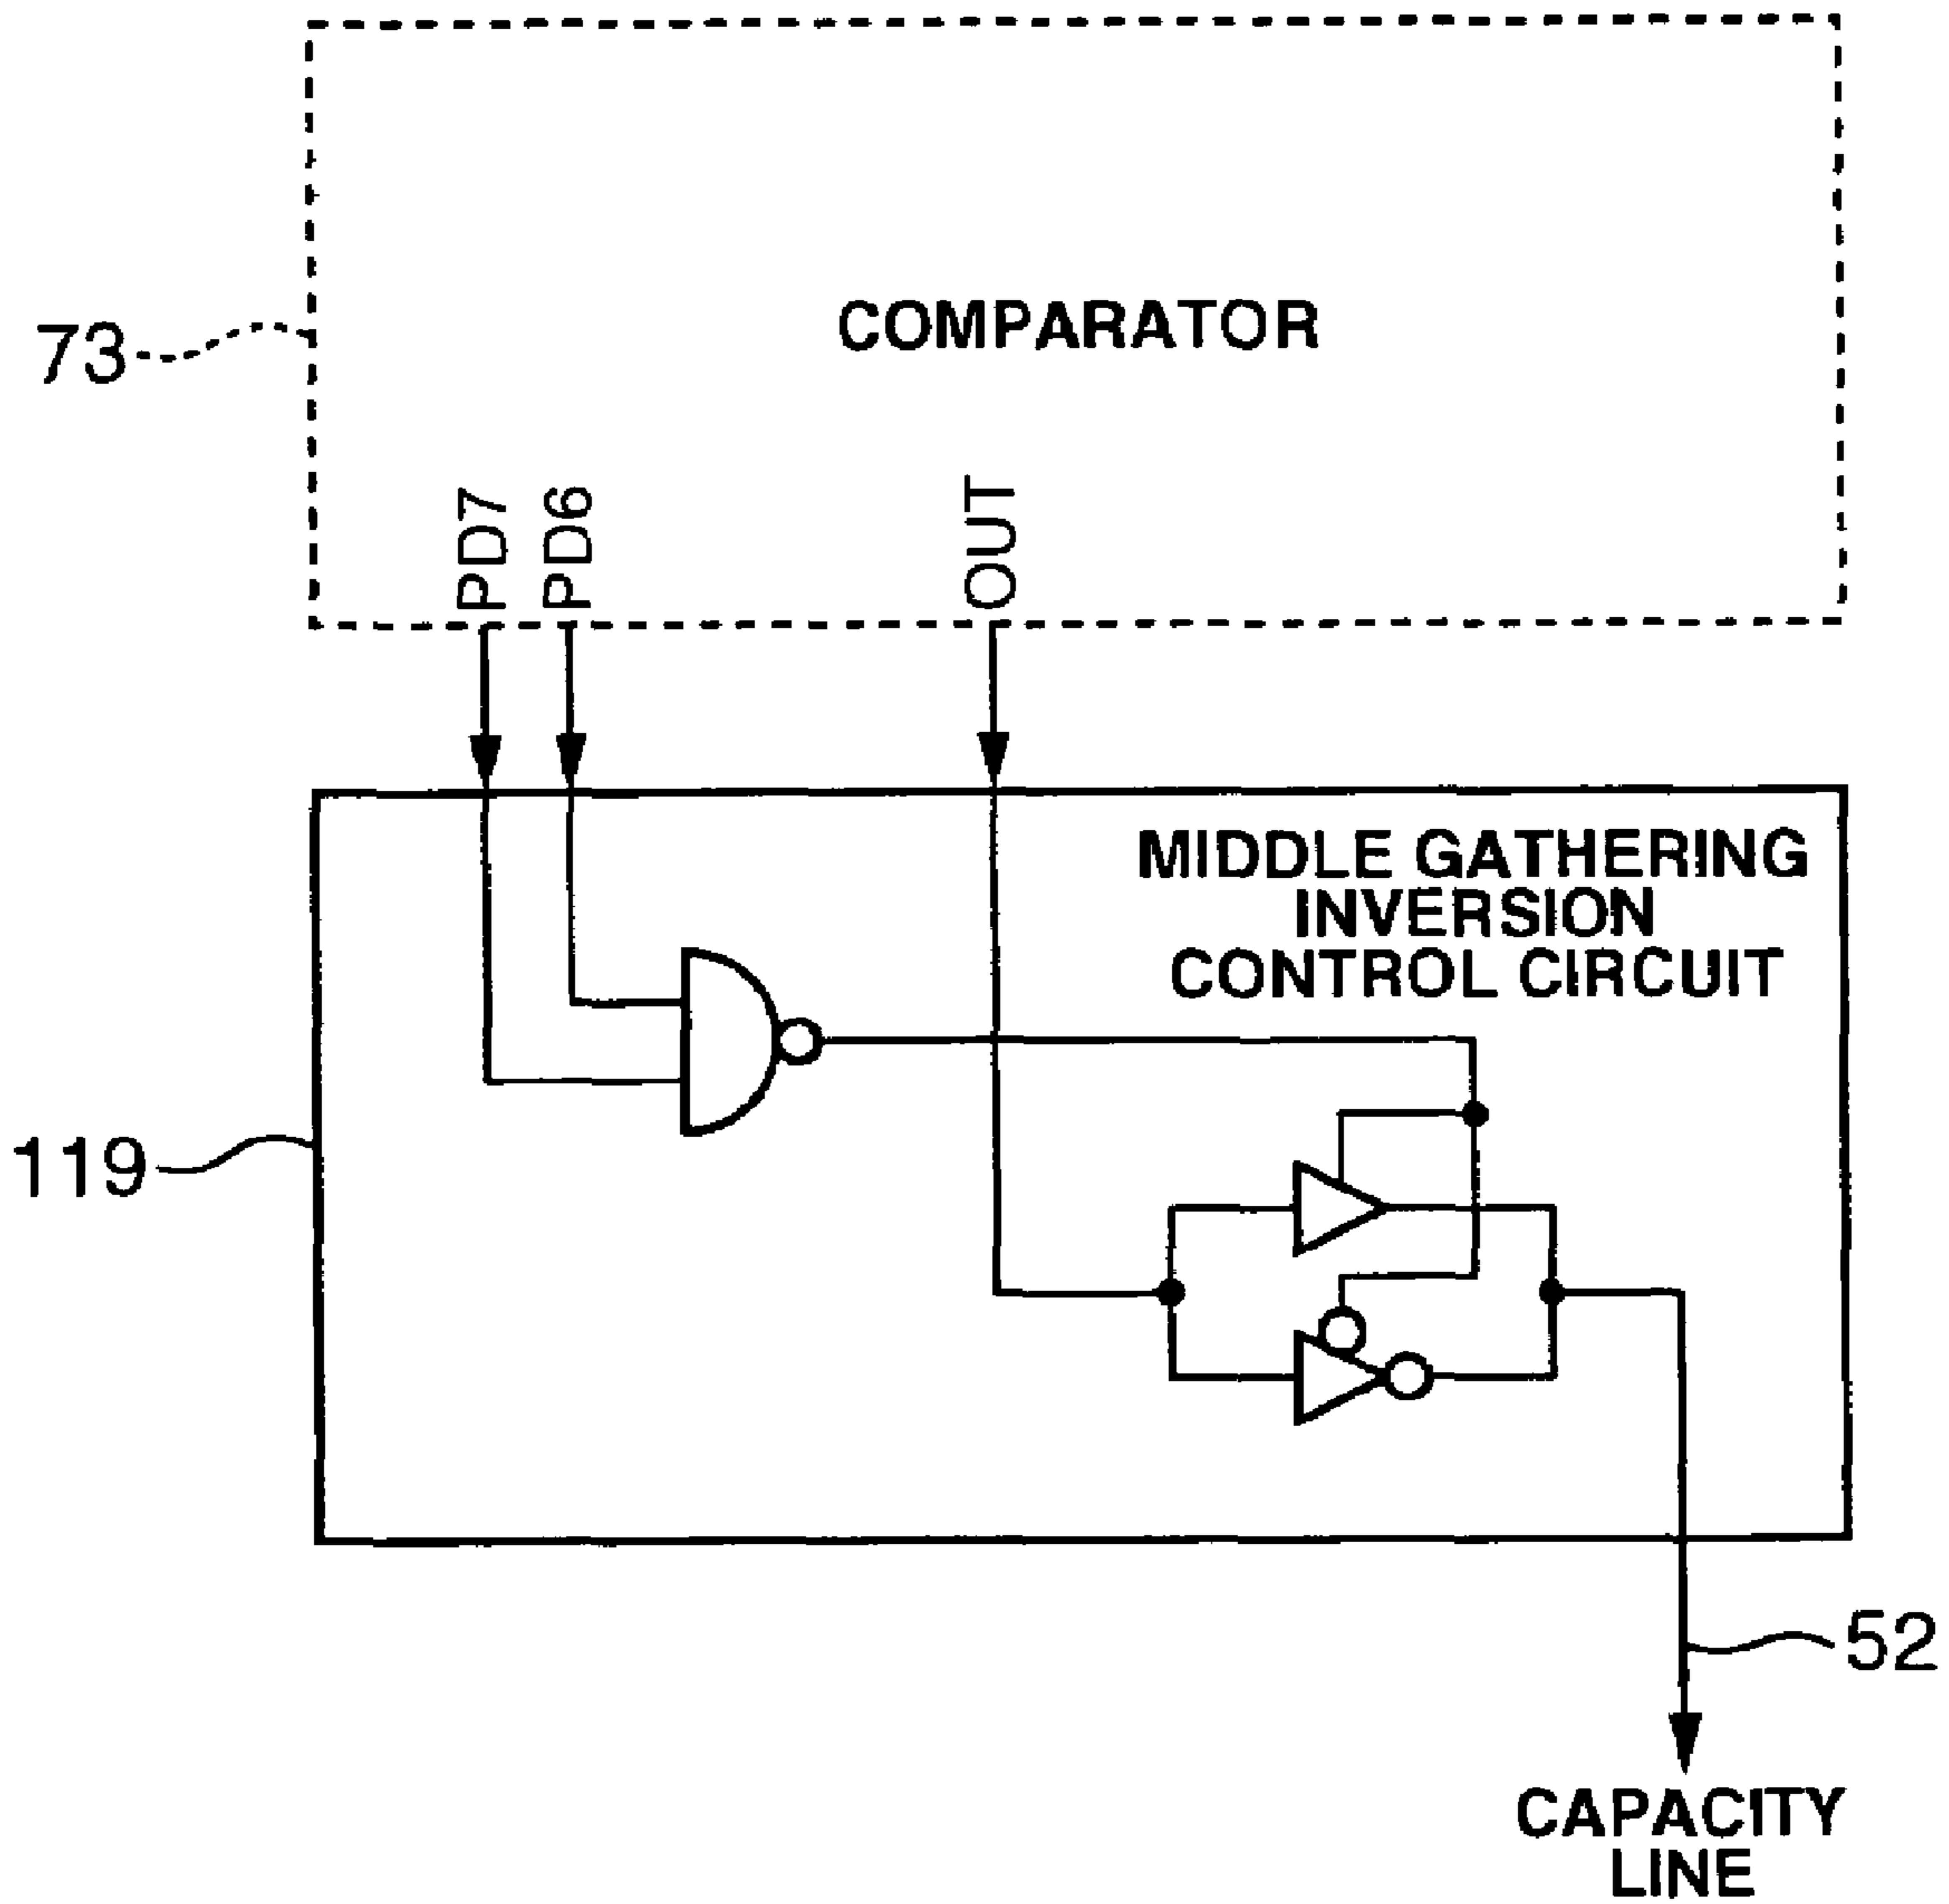 COMPARATOR
73
PD7
PD6
OUT
MIDDLE GATHERING
INVERSION
CONTROL CIRCUIT
119
52
CAPACITY
LINE